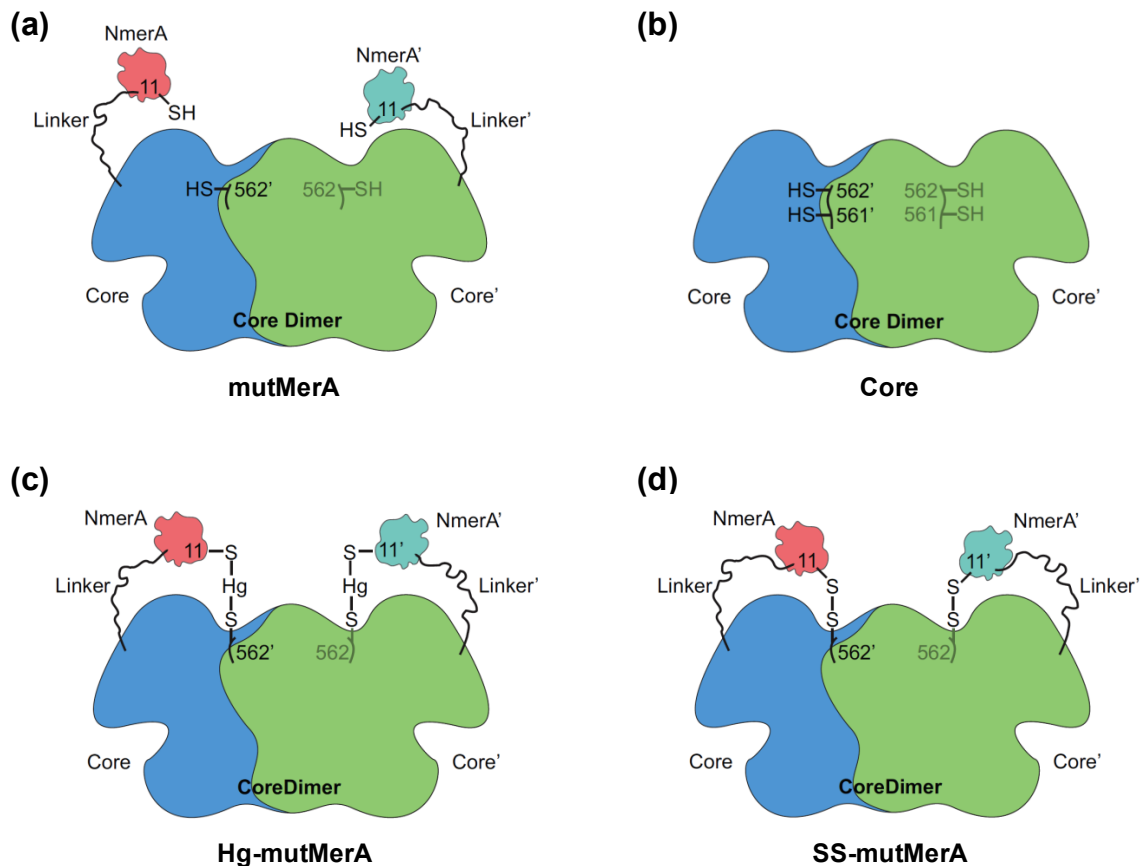 (a)
NmerA
11
SH
Linker
NmerA'
11
HS
Linker'
HS 562' 562 SH
Core
Core'
Core Dimer
mutMerA
(b)
HS 562' 562 SH
HS 561' 561 SH
Core
Core'
Core Dimer
Core
(c)
NmerA
11 S
Hg
S
Linker
NmerA'
S 11'
Hg
S
Linker'
562' 562
Core
Core'
CoreDimer
Hg-mutMerA
(d)
NmerA
11
S
S
Linker
NmerA'
11'
S
S
Linker'
562' 562
Core
Core'
CoreDimer
SS-mutMerA